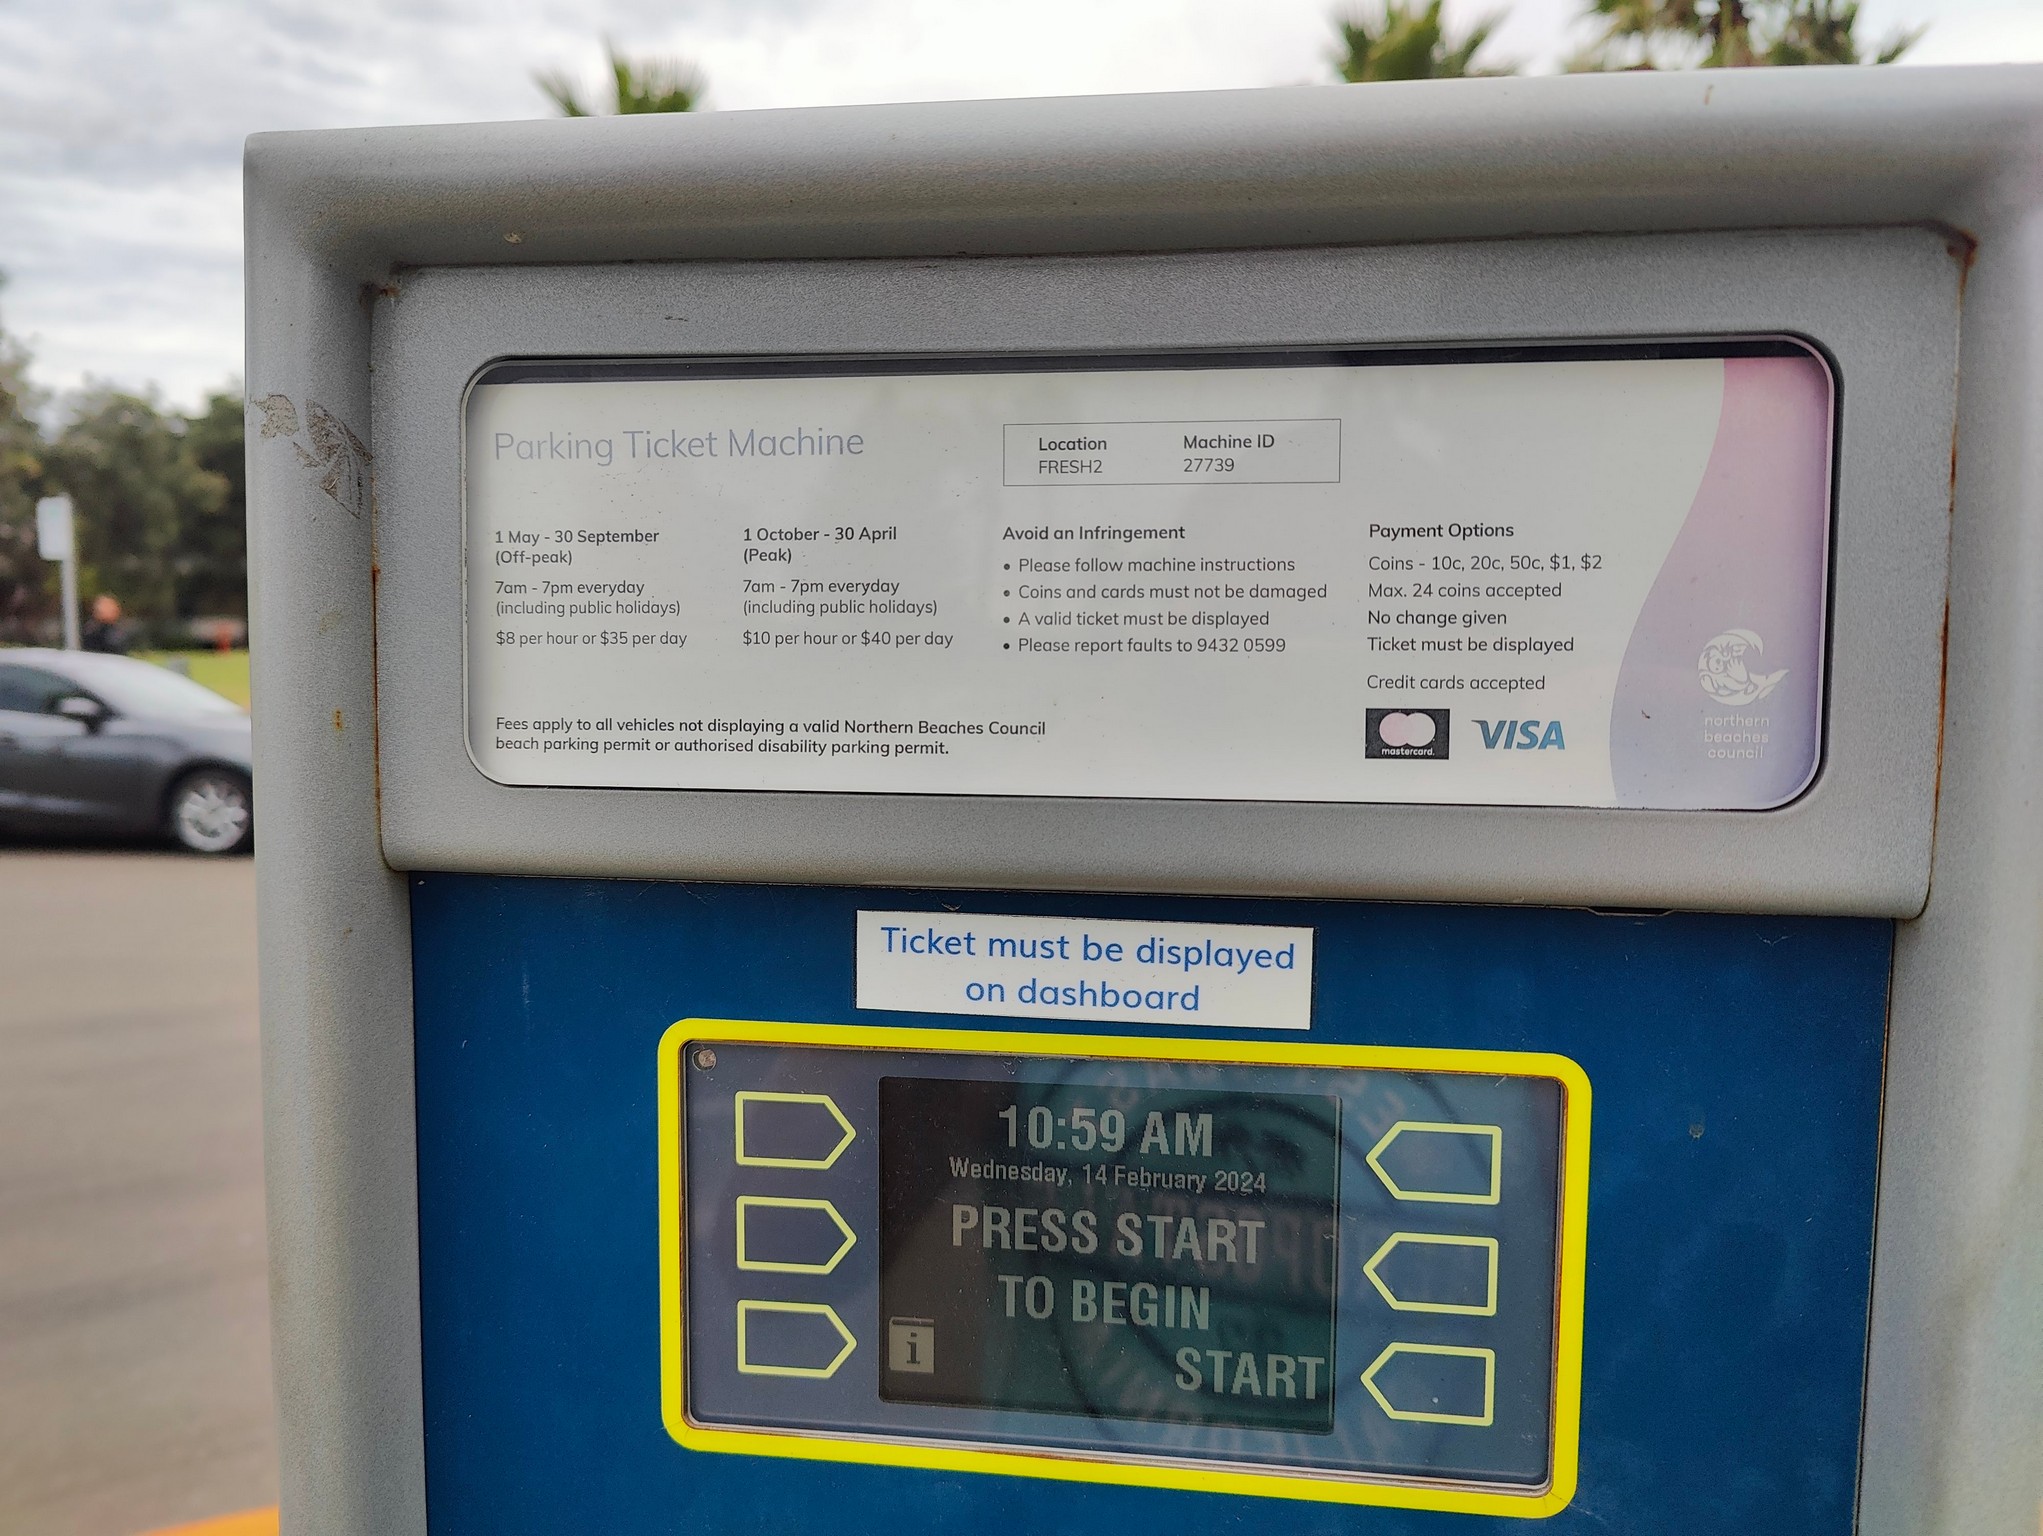 Parking Ticket Machine
Location
FRESH2
Machine ID
27739
1 May - 30 September
(Off-peak)
7am - 7pm everyday
(including public holidays)
$8 per hour or $35 per day
1 October - 30 April
(Peak)
7am - 7pm everyday
(including public holidays)
$10 per hour or $40 per day
Avoid an Infringement
• Please follow machine instructions
• Coins and cards must not be damaged
• A valid ticket must be displayed
• Please report faults to 9432 0599
Payment Options
Coins - 10c, 20c, 50c, $1, $2
Max. 24 coins accepted
No change given
Ticket must be displayed
Credit cards accepted
mastercard.
VISA
northern
beaches
council
Fees apply to all vehicles not displaying a valid Northern Beaches Council
beach parking permit or authorised disability parking permit.
Ticket must be displayed
on dashboard
10:59 AM
Wednesday, 14 February 2024
PRESS START
TO BEGIN
i
START